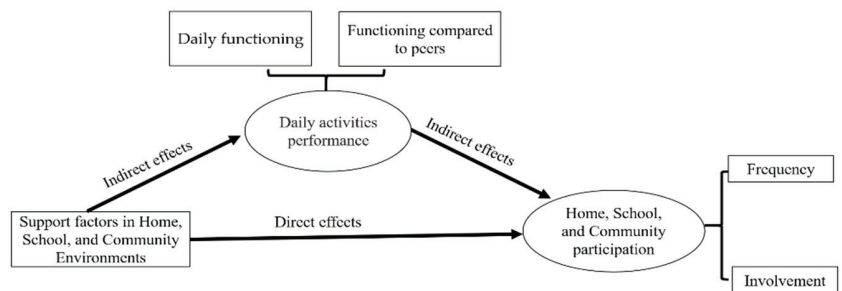 Daily functioning
Functioning compared
to peers
Daily activities
performance
Indirect effects
Indirect effects
Support factors in Home,
School, and Community
Environments
Direct effects
Home, School,
and Community
participation
Frequency
Involvement